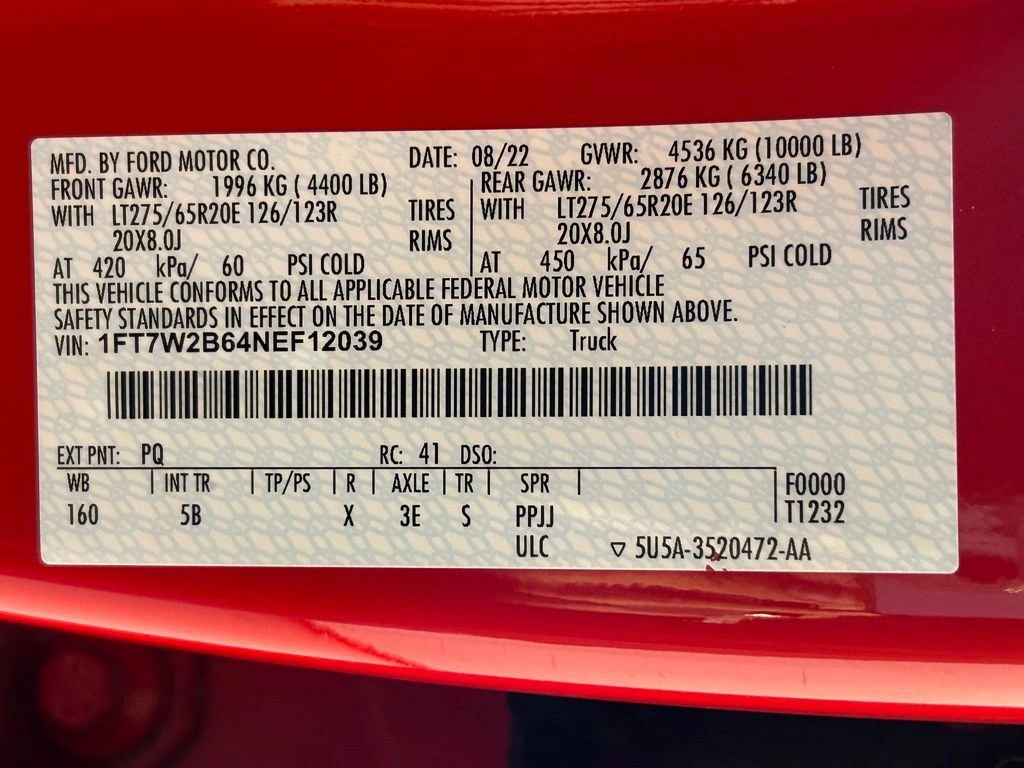 MFD. BY FORD MOTOR CO. DATE: 08/22 GVWR: 4536 KG (10000 LB)
FRONT GAWR: 1996 KG ( 4400 LB) REAR GAWR: 2876 KG ( 6340 LB)
WITH LT275/65R20E 126/123R TIRES WITH LT275/65R20E 126/123R TIRES
20X8.0J RIMS 20X8.0J RIMS
AT 420 kPa/ 60 PSI COLD AT 450 kPa/ 65 PSI COLD
THIS VEHICLE CONFORMS TO ALL APPLICABLE FEDERAL MOTOR VEHICLE
SAFETY STANDARDS IN EFFECT ON THE DATE OF MANUFACTURE SHOWN ABOVE.
VIN: 1FT7W2B64NEF12039 TYPE: Truck
EXT PNT: PQ RC: 41 DSO:
WB INT TR TP/PS R AXLE TR SPR F0000
160 5B X 3E S PPJJ T1232
ULC ▽ 5U5A-3520472-AA